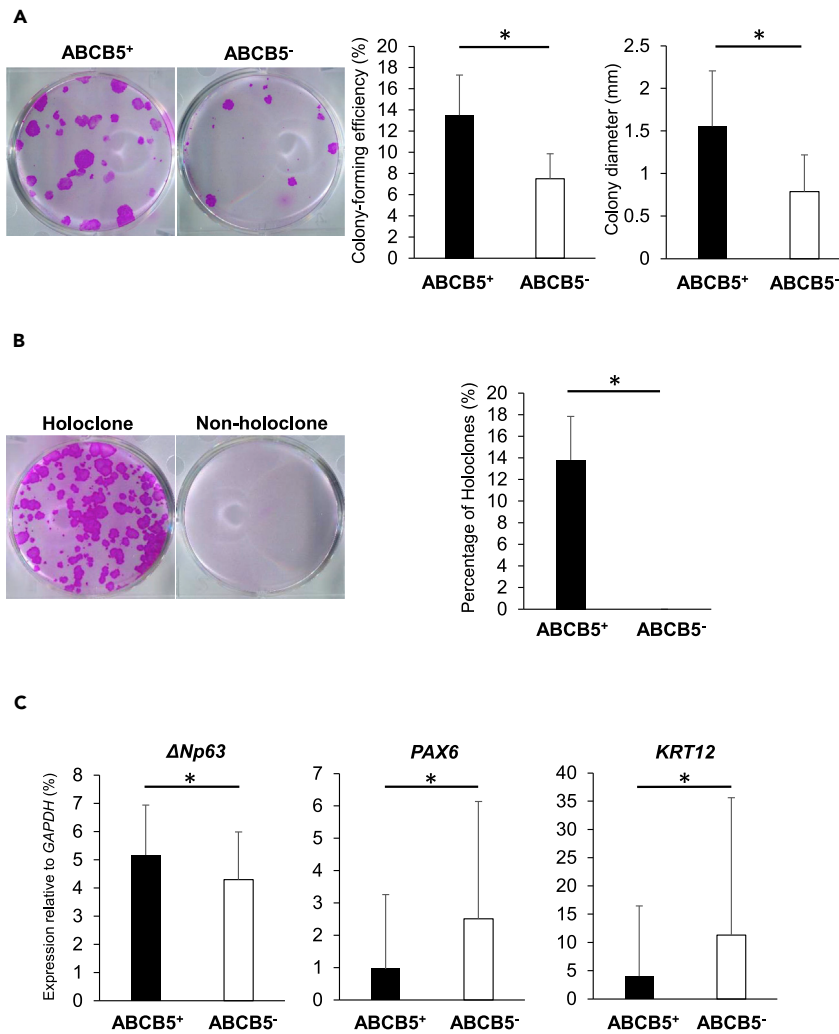 A
ABCB5⁺
ABCB5⁻
Colony-forming efficiency (%)
20
18
16
14
12
10
8
6
4
2
0
*
ABCB5⁺
ABCB5⁻
Colony diameter (mm)
2.5
2
1.5
1
0.5
0
*
ABCB5⁺
ABCB5⁻
B
Holoclone
Non-holoclone
Percentage of Holoclones (%)
20
18
16
14
12
10
8
6
4
2
0
*
ABCB5⁺
ABCB5⁻
C
ΔNp63
Expression relative to GAPDH (%)
8
7
6
5
4
3
2
1
0
*
ABCB5⁺
ABCB5⁻
PAX6
7
6
5
4
3
2
1
0
*
ABCB5⁺
ABCB5⁻
KRT12
40
35
30
25
20
15
10
5
0
*
ABCB5⁺
ABCB5⁻